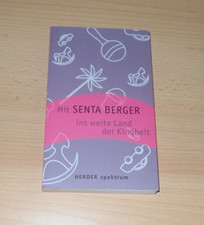 Mit SENTA BERGER
ins weite Land
der Kindheit
HERDER spektrum